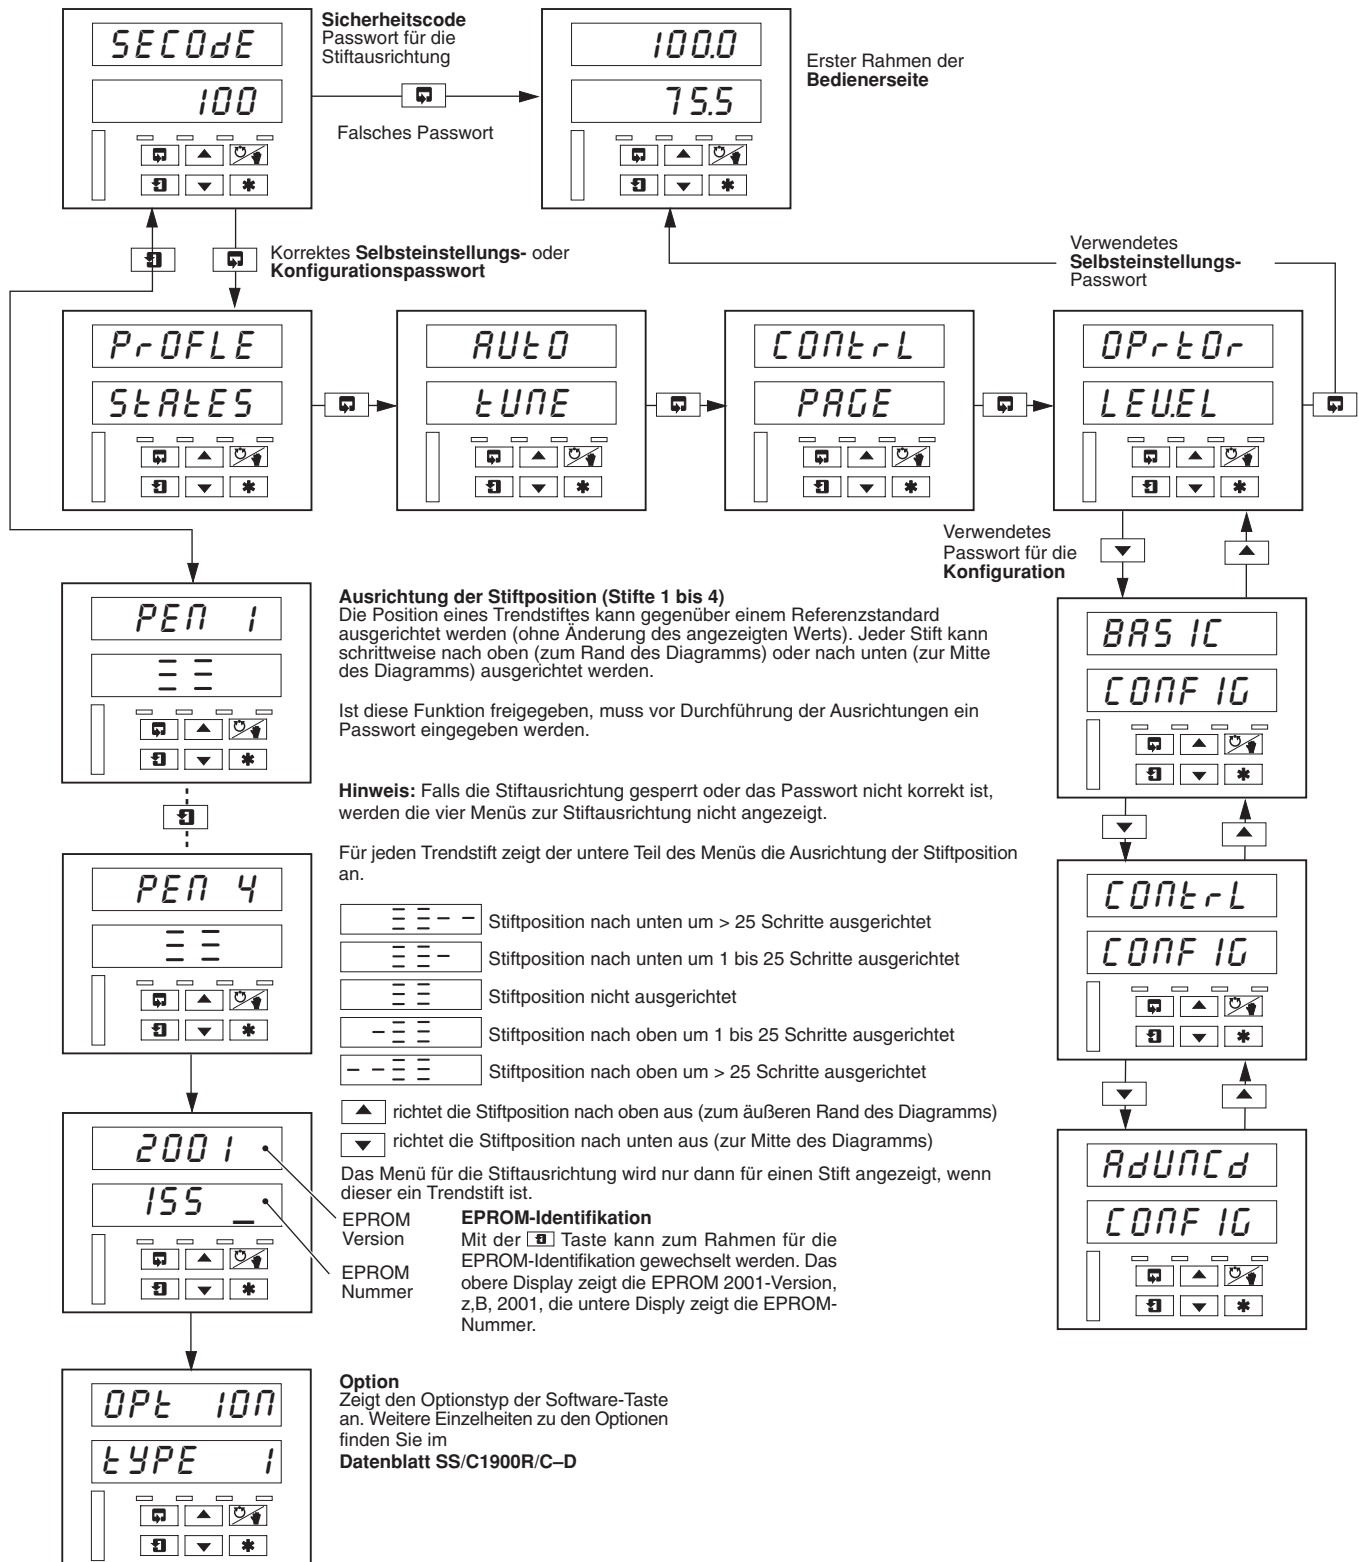 SECOdE
100
Sicherheitscode
Passwort für die
Stiftausrichtung
Falsches Passwort
100.0
75.5
Erster Rahmen der
Bedienerseite
Korrektes Selbsteinstellungs- oder
Konfigurationspasswort
Verwendetes
Selbsteinstellungs-
Passwort
PrOFLE
StAtES
AUtO
tUNE
CONtrL
PAGE
OPrtOr
LEV.EL
Verwendetes
Passwort für die
Konfiguration
PEN 1
Ausrichtung der Stiftposition (Stifte 1 bis 4)
Die Position eines Trendstiftes kann gegenüber einem Referenzstandard
ausgerichtet werden (ohne Änderung des angezeigten Werts). Jeder Stift kann
schrittweise nach oben (zum Rand des Diagramms) oder nach unten (zur Mitte
des Diagramms) ausgerichtet werden.
Ist diese Funktion freigegeben, muss vor Durchführung der Ausrichtungen ein
Passwort eingegeben werden.
Hinweis: Falls die Stiftausrichtung gesperrt oder das Passwort nicht korrekt ist,
werden die vier Menüs zur Stiftausrichtung nicht angezeigt.
Für jeden Trendstift zeigt der untere Teil des Menüs die Ausrichtung der Stiftposition
an.
PEN 4
Stiftposition nach unten um > 25 Schritte ausgerichtet
Stiftposition nach unten um 1 bis 25 Schritte ausgerichtet
Stiftposition nicht ausgerichtet
Stiftposition nach oben um 1 bis 25 Schritte ausgerichtet
Stiftposition nach oben um > 25 Schritte ausgerichtet
richtet die Stiftposition nach oben aus (zum äußeren Rand des Diagramms)
richtet die Stiftposition nach unten aus (zur Mitte des Diagramms)
Das Menü für die Stiftausrichtung wird nur dann für einen Stift angezeigt, wenn
dieser ein Trendstift ist.
BASIC
CONFIG
CONtrL
CONFIG
AdVNCd
CONFIG
2001
ISS _
EPROM
Version
EPROM
Nummer
EPROM-Identifikation
Mit der Taste kann zum Rahmen für die
EPROM-Identifikation gewechselt werden. Das
obere Display zeigt die EPROM 2001-Version,
z,B, 2001, die untere Disply zeigt die EPROM-
Nummer.
OPt ION
tYPE 1
Option
Zeigt den Optionstyp der Software-Taste
an. Weitere Einzelheiten zu den Optionen
finden Sie im
Datenblatt SS/C1900R/C–D